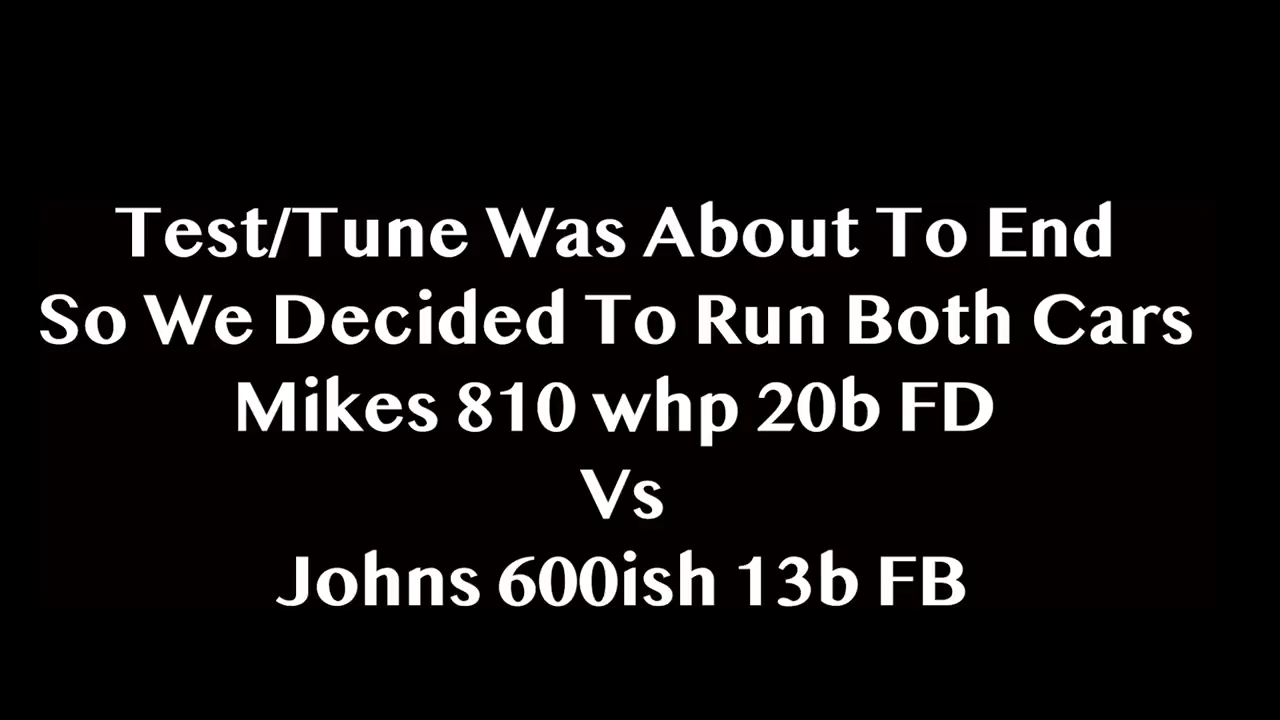 Test/Tune Was About To End
So We Decided To Run Both Cars
Mikes 810 whp 20b FD
Vs
Johns 600ish 13b FB